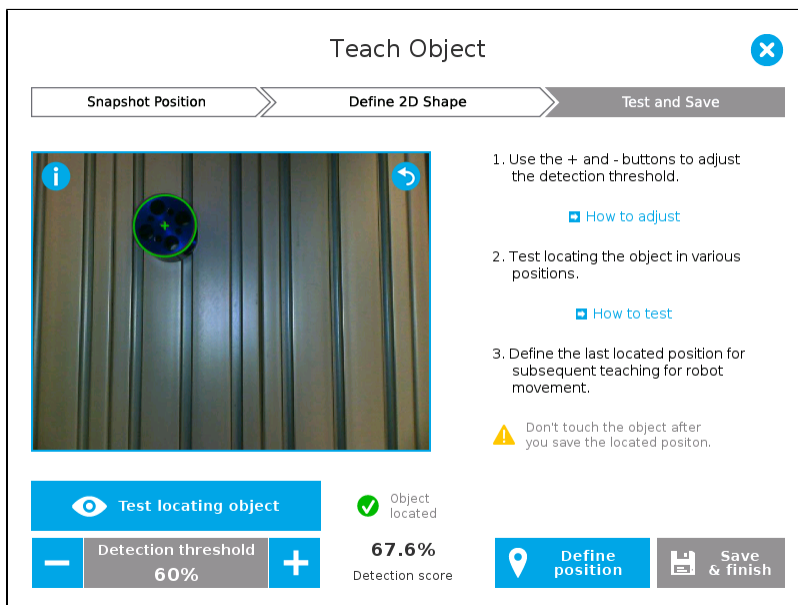 Teach Object
Snapshot Position
Define 2D Shape
Test and Save
1. Use the + and - buttons to adjust
the detection threshold.
How to adjust
2. Test locating the object in various
positions.
How to test
3. Define the last located position for
subsequent teaching for robot
movement.
Don't touch the object after
you save the located positon.
Test locating object
Object
located
Detection threshold
60%
67.6%
Detection score
Define
position
Save
& finish